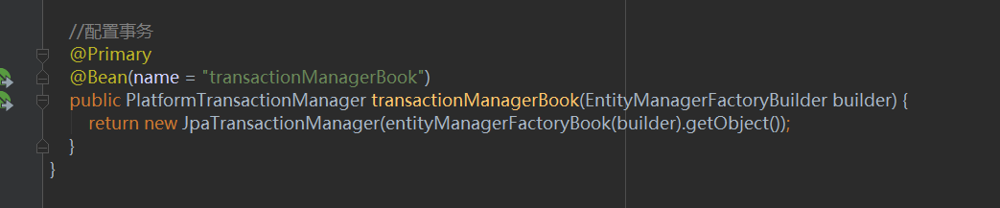 //配置事务
@Primary
@Bean(name = "transactionManagerBook")
public PlatformTransactionManager transactionManagerBook(EntityManagerFactoryBuilder builder) {
return new JpaTransactionManager(entityManagerFactoryBook(builder).getObject());
}
}